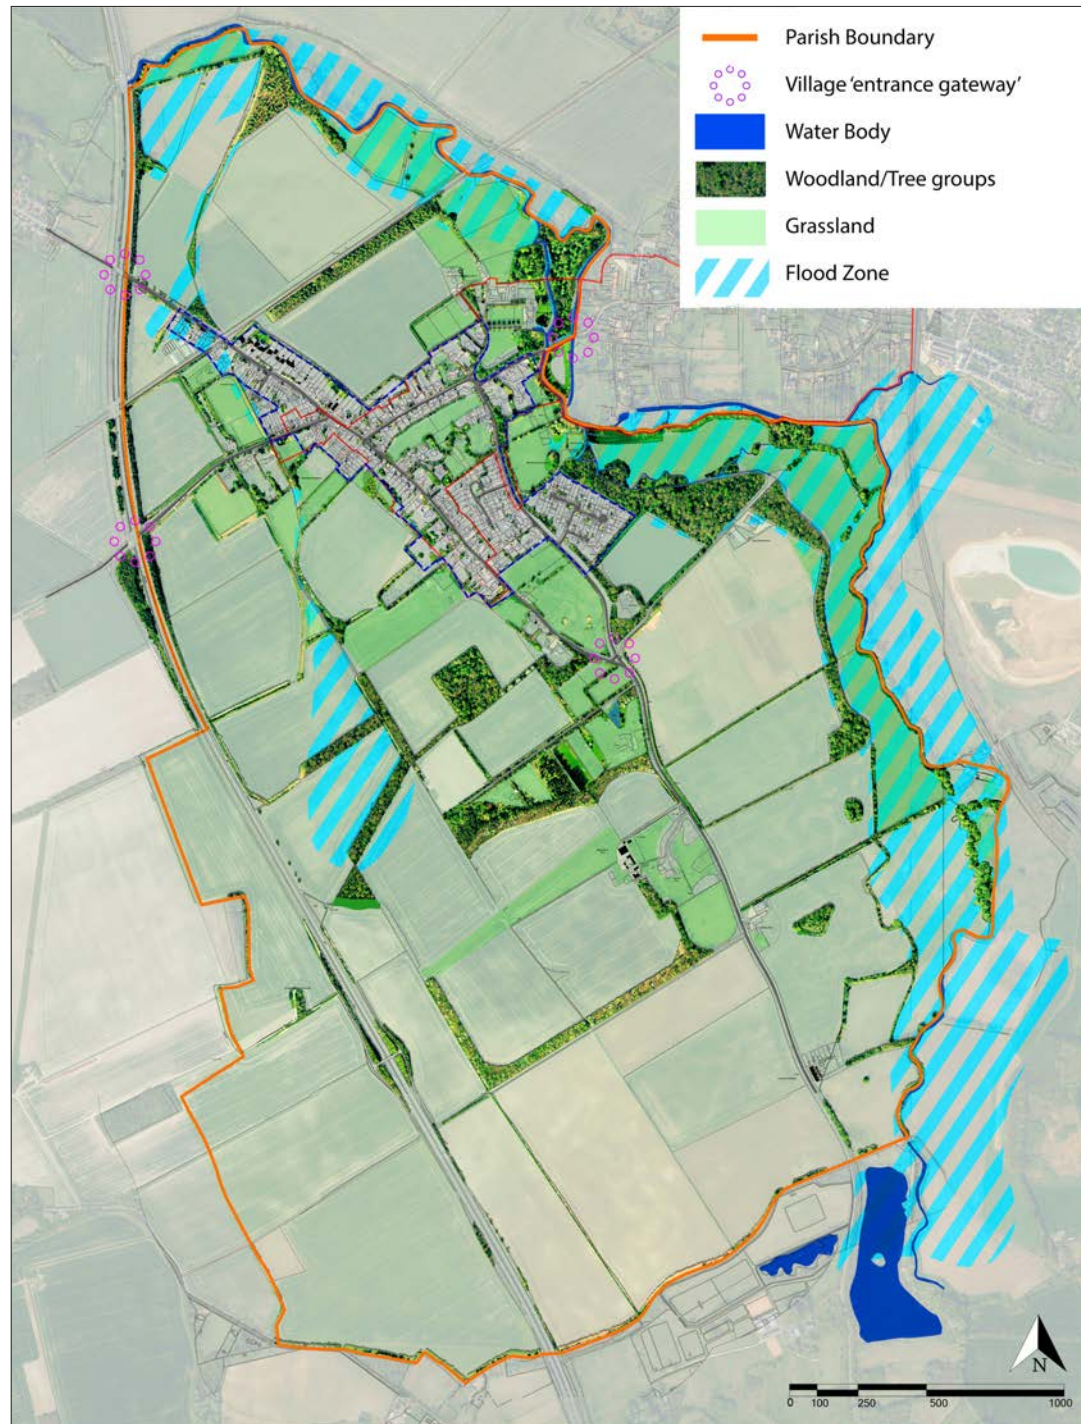 Parish Boundary
Village ‘entrance gateway’
Water Body
Woodland/Tree groups
Grassland
Flood Zone
N
0 100 250 500 1000